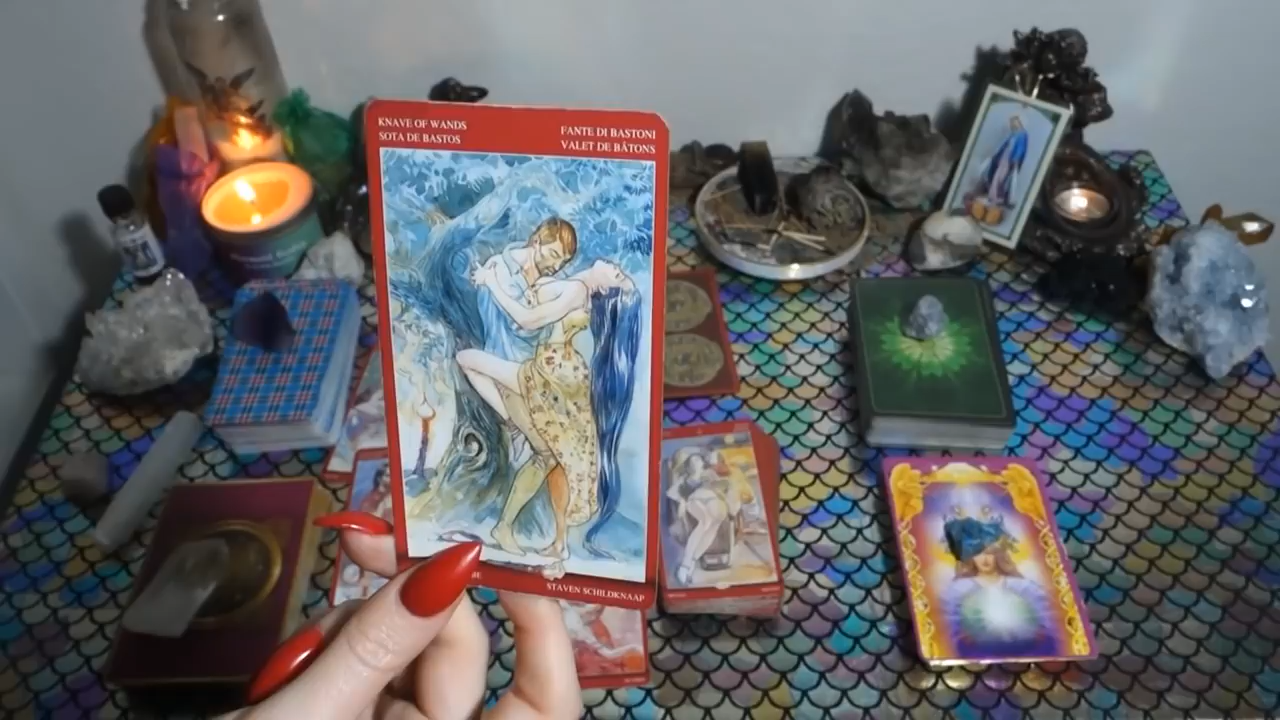 KNAVE OF WANDS
SOTA DE BASTOS
FANTE DI BASTONI
VALET DE BÂTONS
STAVEN SCHILDKNAAP